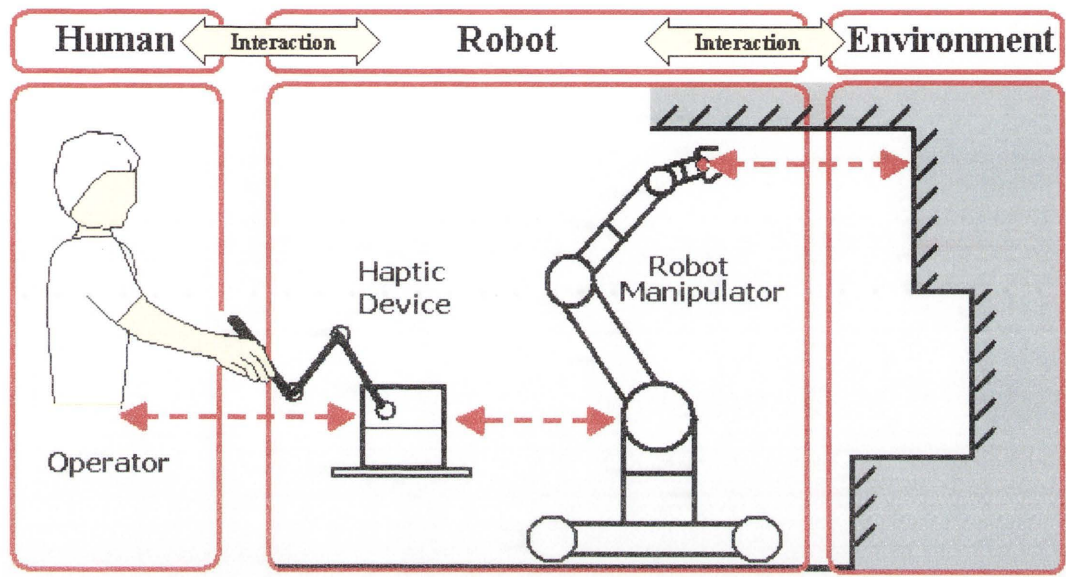 Human
Interaction
Robot
Interaction
Environment
Haptic
Device
Robot
Manipulator
Operator